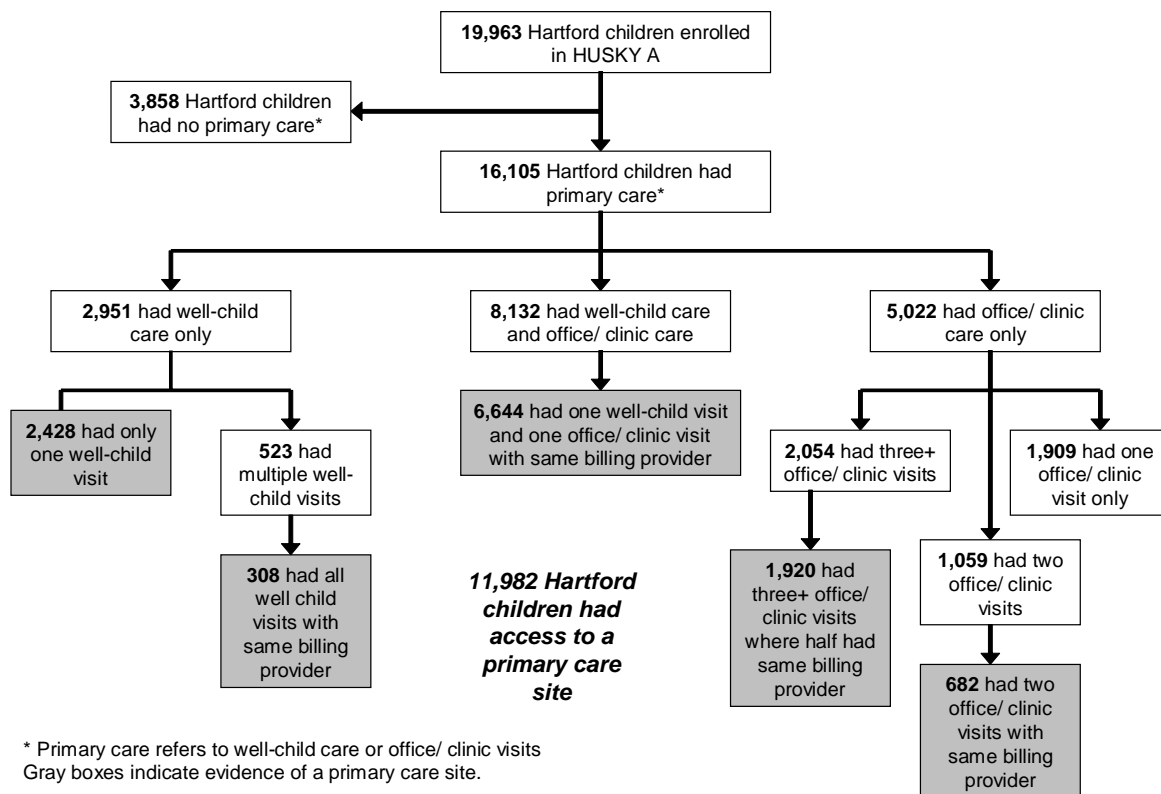 19,963 Hartford children enrolled
in HUSKY A
3,858 Hartford children
had no primary care*
16,105 Hartford children had
primary care*
2,951 had well-child
care only
8,132 had well-child care
and office/ clinic care
5,022 had office/ clinic
care only
2,428 had only
one well-child
visit
523 had
multiple well-
child visits
6,644 had one well-child visit
and one office/ clinic visit
with same billing provider
2,054 had three+
office/ clinic visits
1,909 had one
office/ clinic
visit only
308 had all
well child
visits with
same billing
provider
11,982 Hartford
children had
access to a
primary care
site
1,920 had
three+ office/
clinic visits
where half had
same billing
provider
1,059 had two
office/ clinic
visits
682 had two
office/ clinic
visits with
same billing
provider
* Primary care refers to well-child care or office/ clinic visits
Gray boxes indicate evidence of a primary care site.